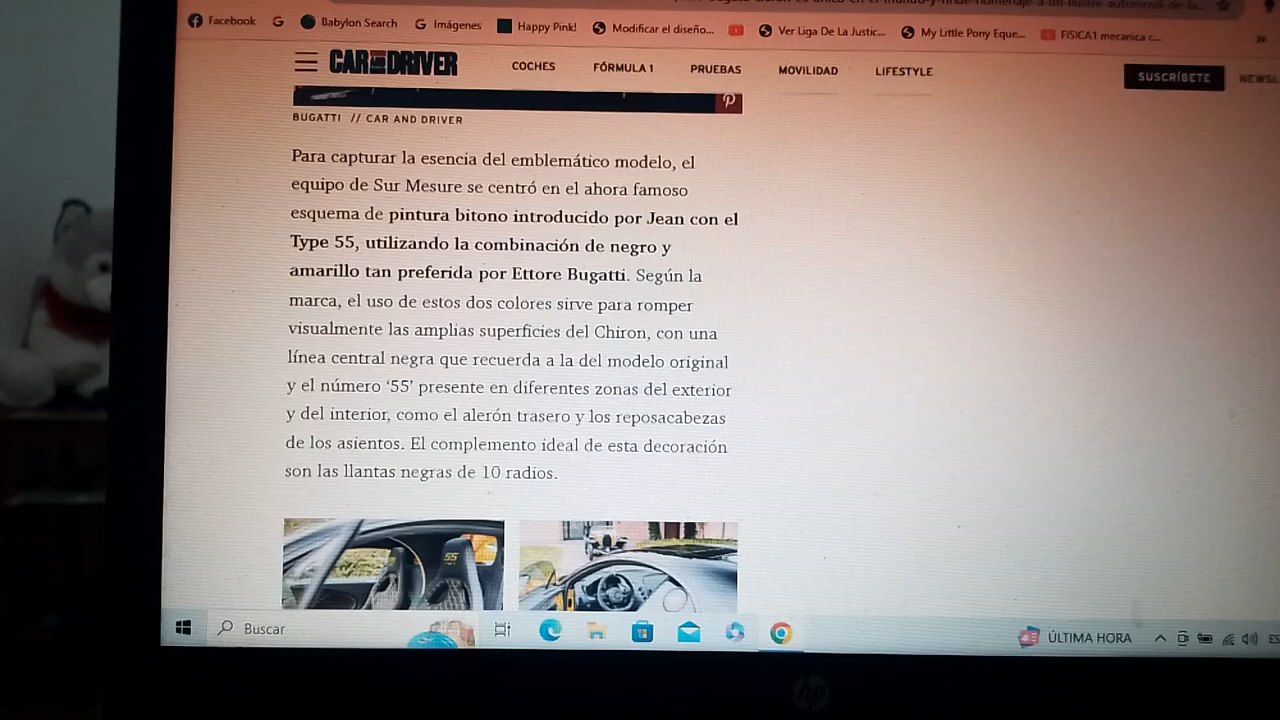 Facebook G Babylon Search G Imágenes Happy Pink! Modificar el diseño... Ver Liga De La Justic... My Little Pony Eque... FISICA1 mecanica c... »
CAR AND DRIVER COCHES FÓRMULA 1 PRUEBAS MOVILIDAD LIFESTYLE SUSCRÍBETE
BUGATTI // CAR AND DRIVER
Para capturar la esencia del emblemático modelo, el
equipo de Sur Mesure se centró en el ahora famoso
esquema de pintura bitono introducido por Jean con el
Type 55, utilizando la combinación de negro y
amarillo tan preferida por Ettore Bugatti. Según la
marca, el uso de estos dos colores sirve para romper
visualmente las amplias superficies del Chiron, con una
línea central negra que recuerda a la del modelo original
y el número ‘55’ presente en diferentes zonas del exterior
y del interior, como el alerón trasero y los reposacabezas
de los asientos. El complemento ideal de esta decoración
son las llantas negras de 10 radios.
55
Buscar ÚLTIMA HORA
hp